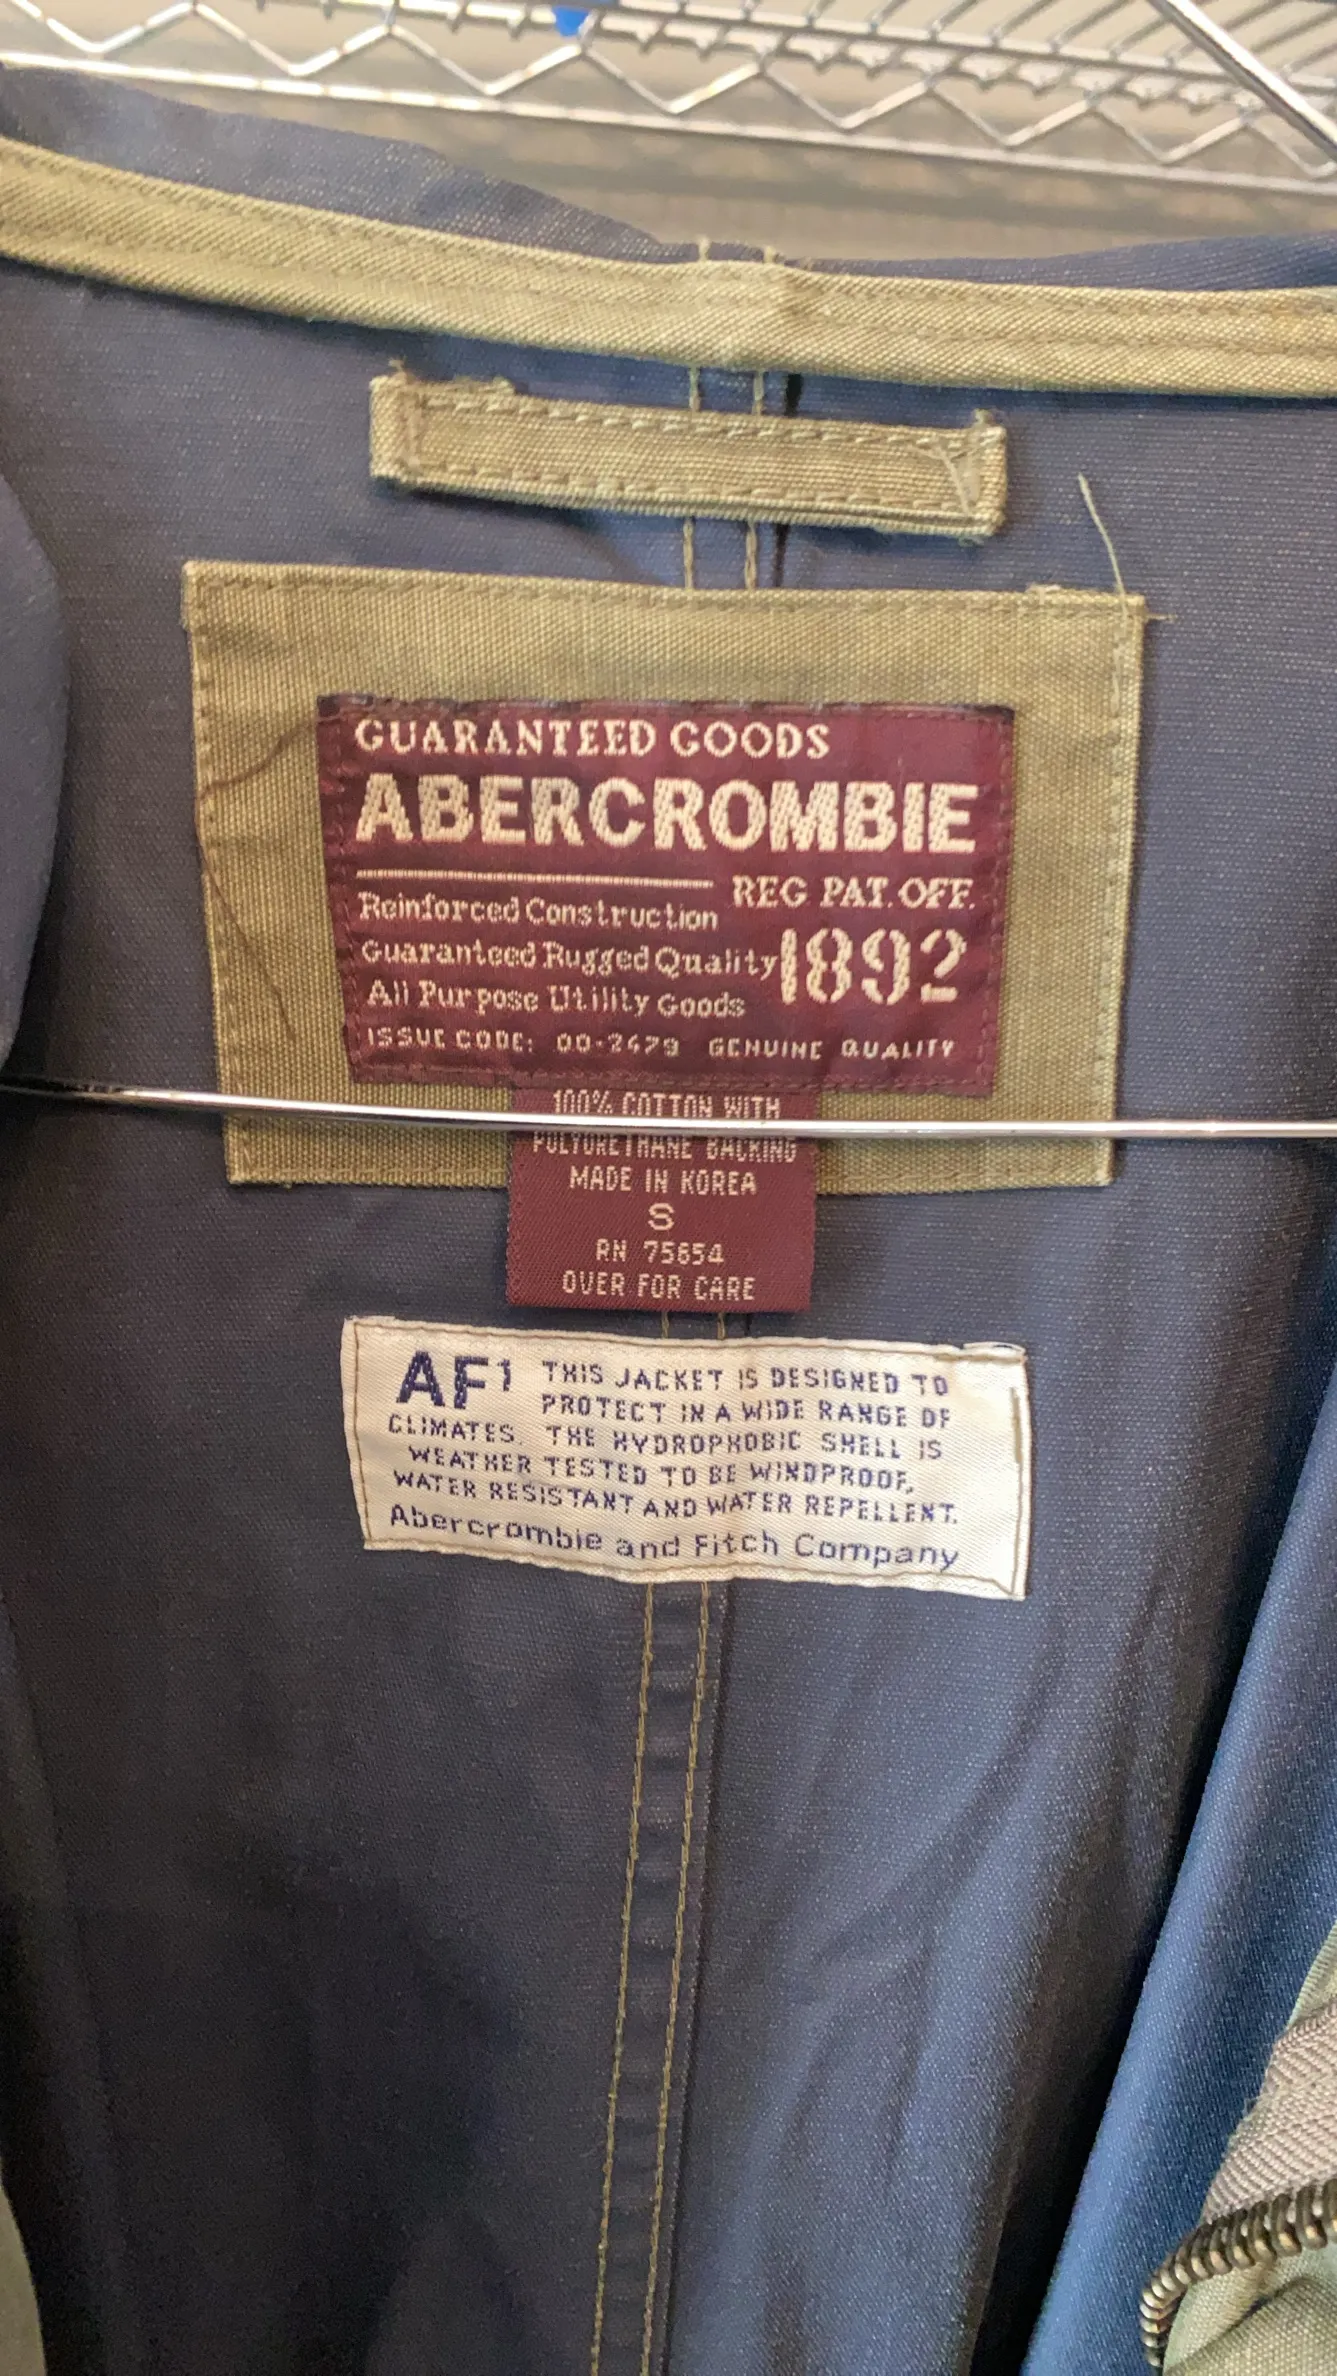 GUARANTEED GOODS
ABERCROMBIE
REG PAT. OFF.
Reinforced Construction
Guaranteed Rugged Quality
All Purpose Utility Goods
1892
ISSUE CODE: 00-2479 GENUINE QUALITY
100% COTTON WITH
POLYURETHANE BACKING
MADE IN KOREA
S
RN 75654
OVER FOR CARE
AF1 THIS JACKET IS DESIGNED TO
PROTECT IN A WIDE RANGE OF
CLIMATES. THE HYDROPHOBIC SHELL IS
WEATHER TESTED TO BE WINDPROOF,
WATER RESISTANT AND WATER REPELLENT.
Abercrombie and Fitch Company